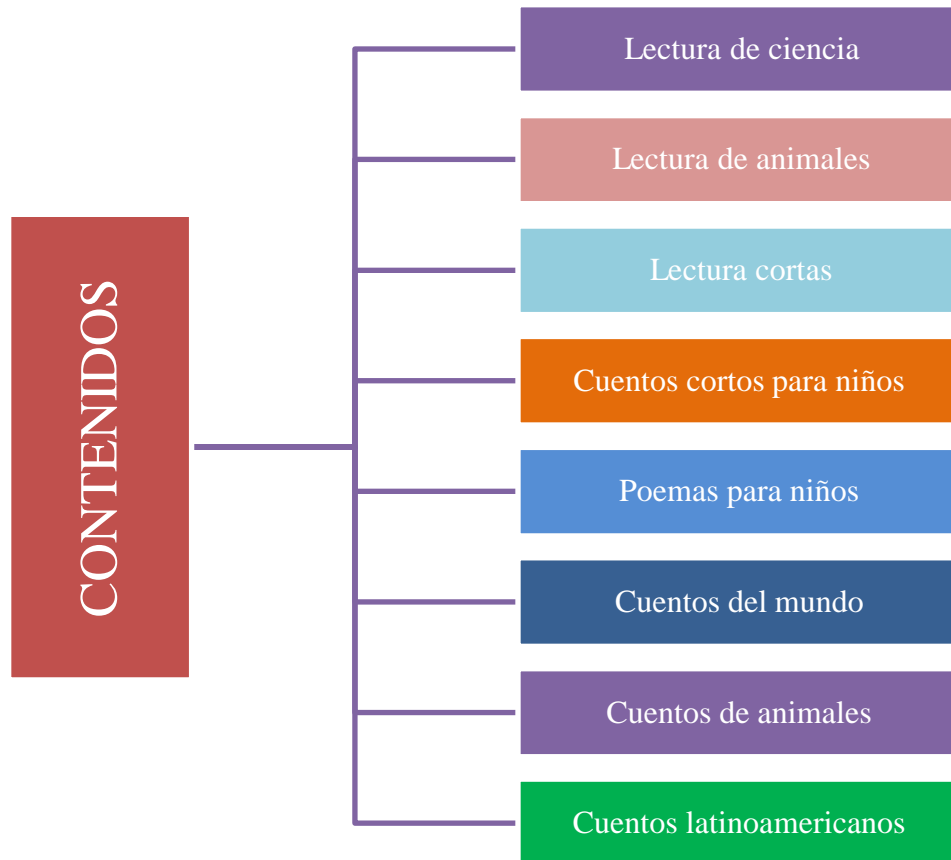 CONTENIDOS
Lectura de ciencia
Lectura de animales
Lectura cortas
Cuentos cortos para niños
Poemas para niños
Cuentos del mundo
Cuentos de animales
Cuentos latinoamericanos